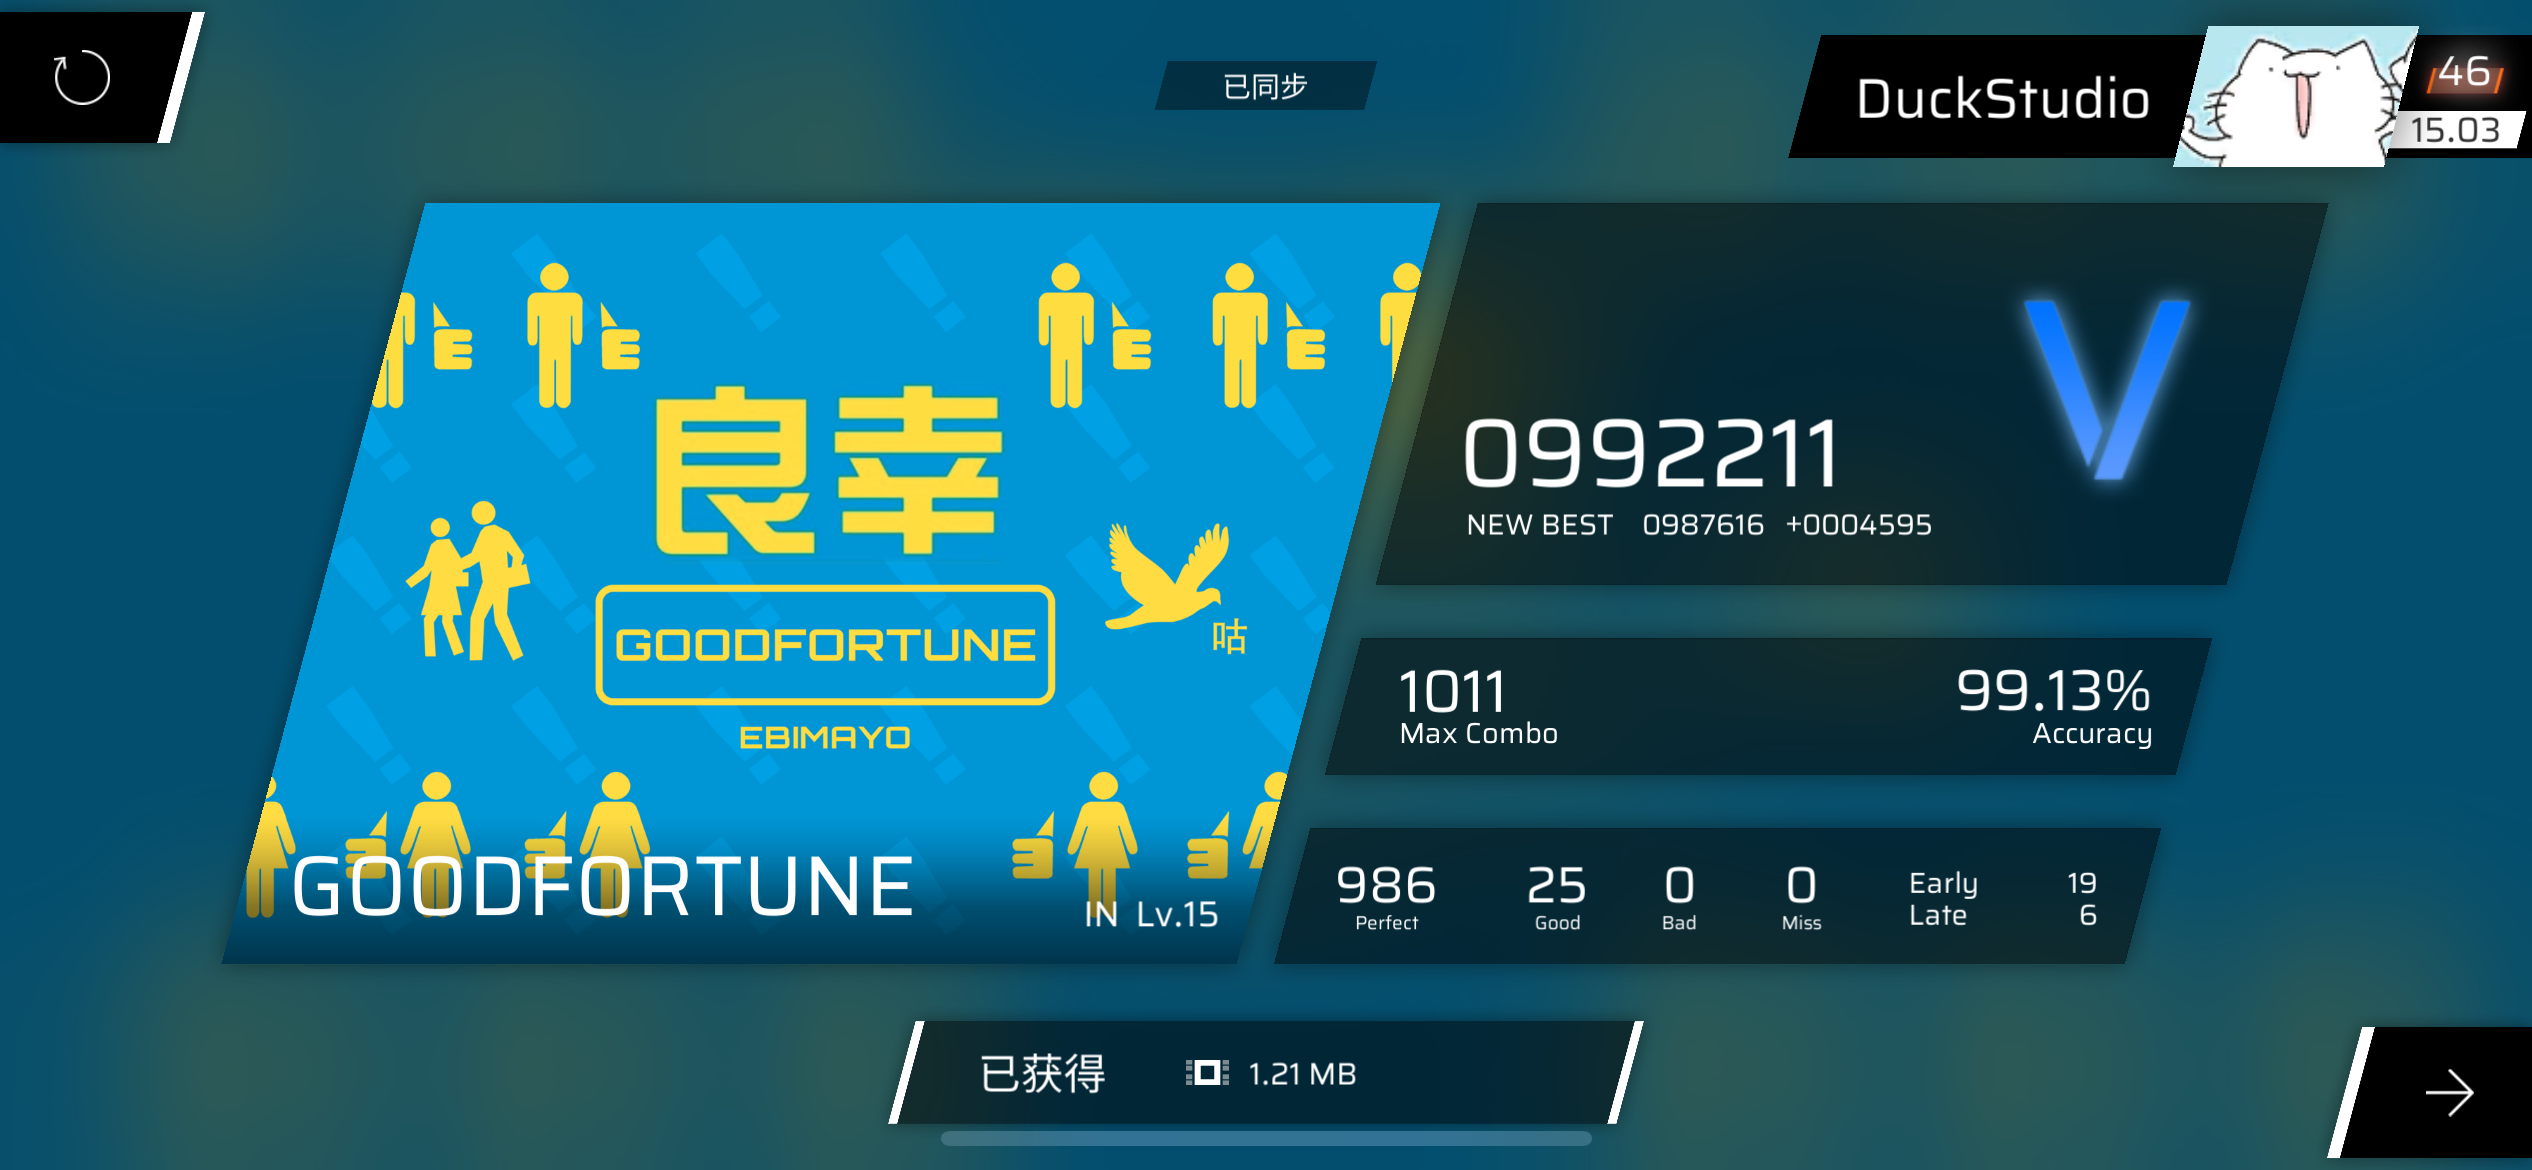 已同步
DuckStudio
46
15.03
良幸
GOODFORTUNE
EBIMAYO
咕
GOODFORTUNE
IN Lv.15
0992211
V
NEW BEST 0987616 +0004595
1011
Max Combo
99.13%
Accuracy
986
Perfect
25
Good
0
Bad
0
Miss
Early 19
Late 6
已获得 1.21 MB